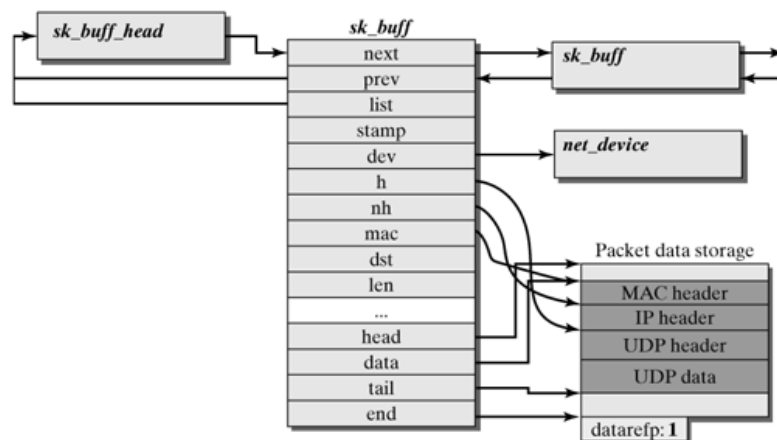 sk_buff
sk_buff_head
next
sk_buff
prev
list
stamp
dev
net_device
h
nh
mac
Packet data storage
dst
len
MAC header
...
IP header
head
UDP header
data
UDP data
tail
end
datarefp: 1